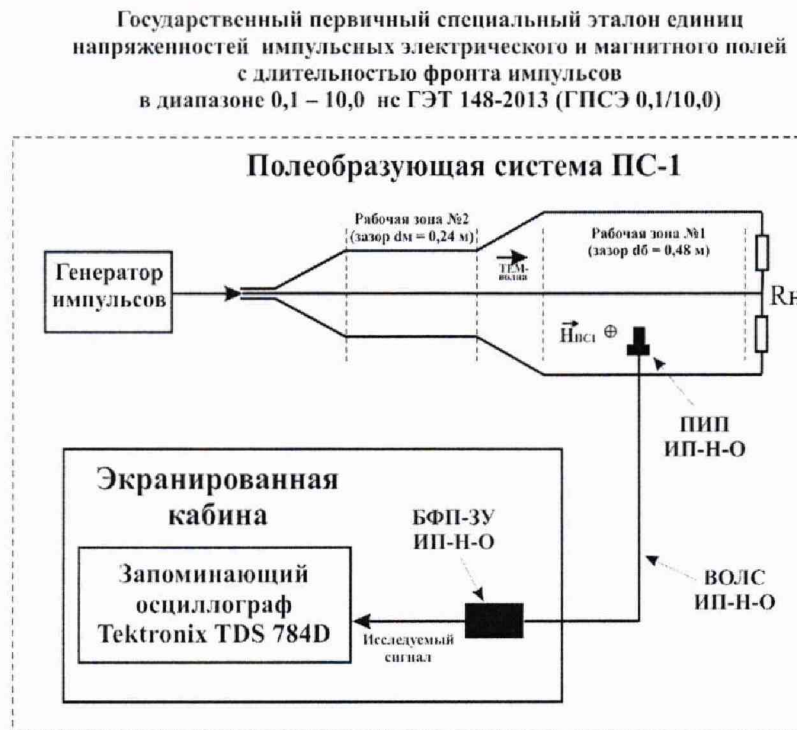 Государственный первичный специальный эталон единиц
напряженностей импульсных электрического и магнитного полей
с длительностью фронта импульсов
в диапазоне 0,1 – 10,0 нс ГЭТ 148-2013 (ГПСЭ 0,1/10,0)
Полеобразующая система ПС-1
Рабочая зона №2
(зазор dм = 0,24 м)
Рабочая зона №1
(зазор dб = 0,48 м)
Генератор
импульсов
ТЕМ-
волна
Rн
HПС1
ПИП
ИП-Н-О
Экранированная
кабина
БФП-ЗУ
ИП-Н-О
Запоминающий
осциллограф
Tektronix TDS 784D
Исследуемый
сигнал
ВОЛС
ИП-Н-О